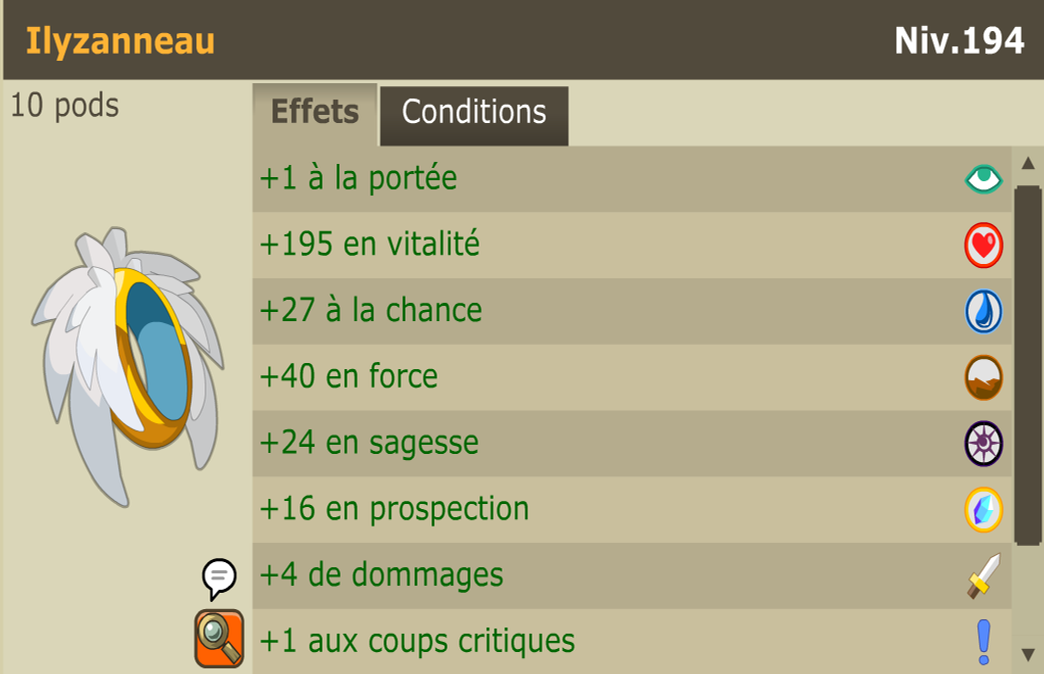 Ilyzanneau
Niv.194
10 pods
Effets
Conditions
+1 à la portée
+195 en vitalité
+27 à la chance
+40 en force
+24 en sagesse
+16 en prospection
+4 de dommages
+1 aux coups critiques